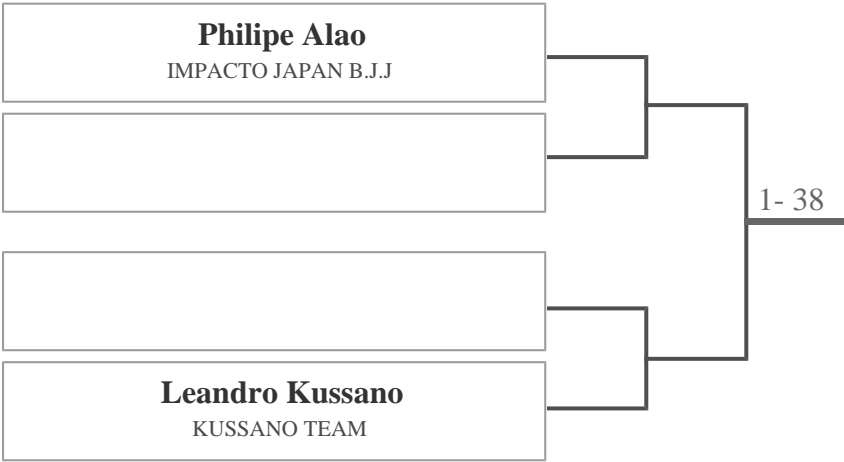 Philipe Alao
IMPACTO JAPAN B.J.J
1- 38
Leandro Kussano
KUSSANO TEAM